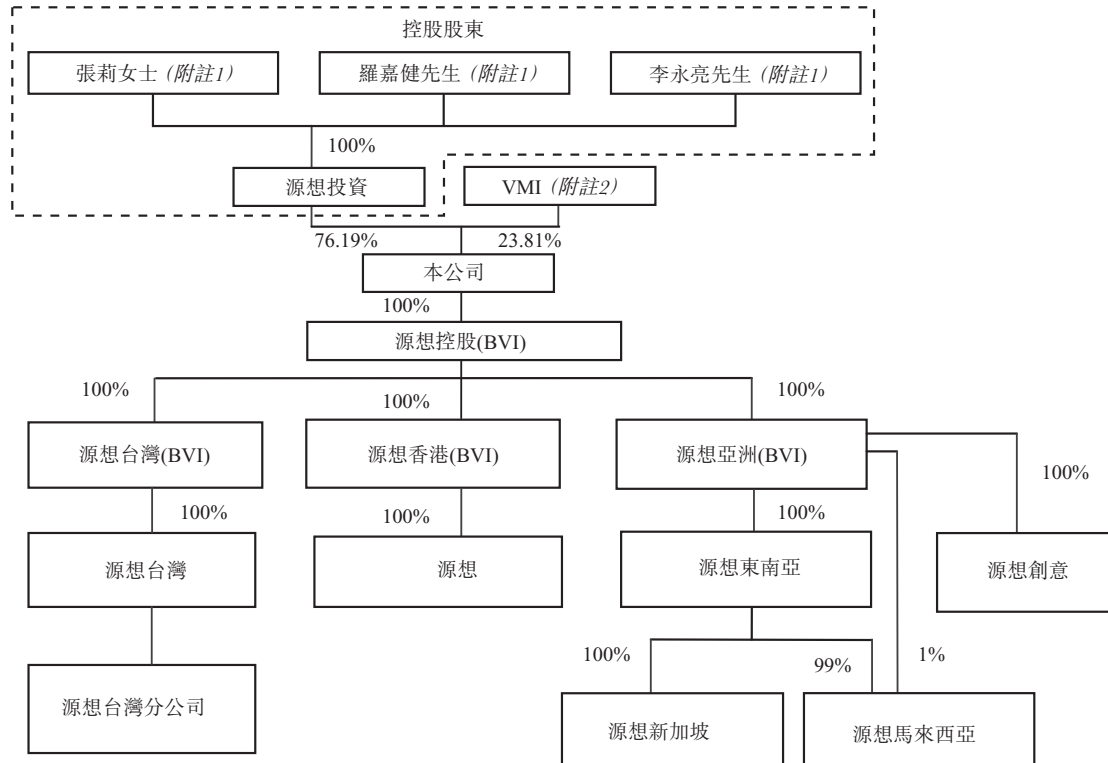 控股股東
張莉女士（附註1）
羅嘉健先生（附註1）
李永亮先生（附註1）
100%
源想投資
VMI（附註2）
76.19%
23.81%
本公司
100%
源想控股(BVI)
100%
100%
100%
源想台灣(BVI)
源想香港(BVI)
源想亞洲(BVI)
100%
100%
100%
100%
源想台灣
源想
源想東南亞
源想創意
100%
99%
1%
源想台灣分公司
源想新加坡
源想馬來西亞